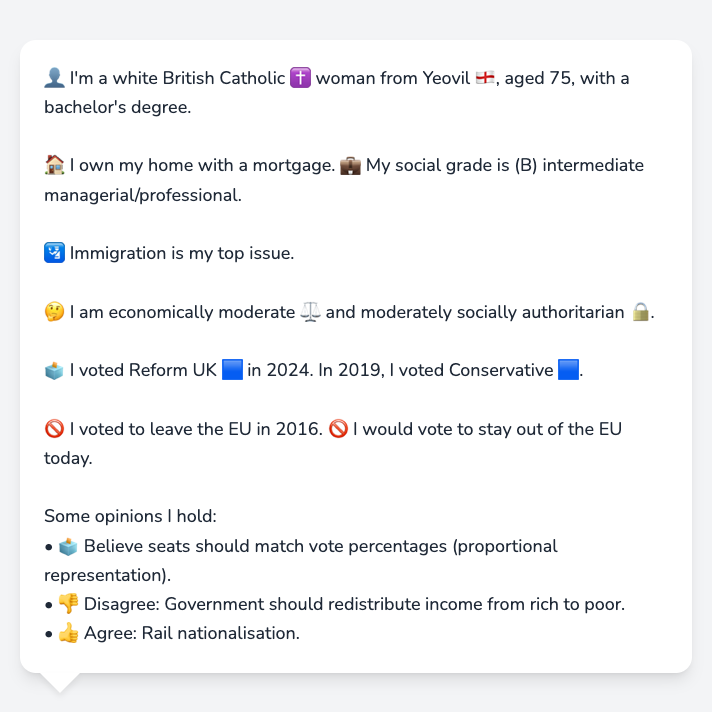 👤 I'm a white British Catholic ✝️ woman from Yeovil 🏴󠁧󠁢󠁥󠁮󠁧󠁿, aged 75, with a
bachelor's degree.
🏠 I own my home with a mortgage. 💼 My social grade is (B) intermediate
managerial/professional.
🛂 Immigration is my top issue.
🤔 I am economically moderate ⚖️ and moderately socially authoritarian 🔒.
🗳️ I voted Reform UK 🟦 in 2024. In 2019, I voted Conservative 🟦.
🚫 I voted to leave the EU in 2016. 🚫 I would vote to stay out of the EU
today.
Some opinions I hold:
• 🗳️ Believe seats should match vote percentages (proportional
representation).
• 👎 Disagree: Government should redistribute income from rich to poor.
• 👍 Agree: Rail nationalisation.